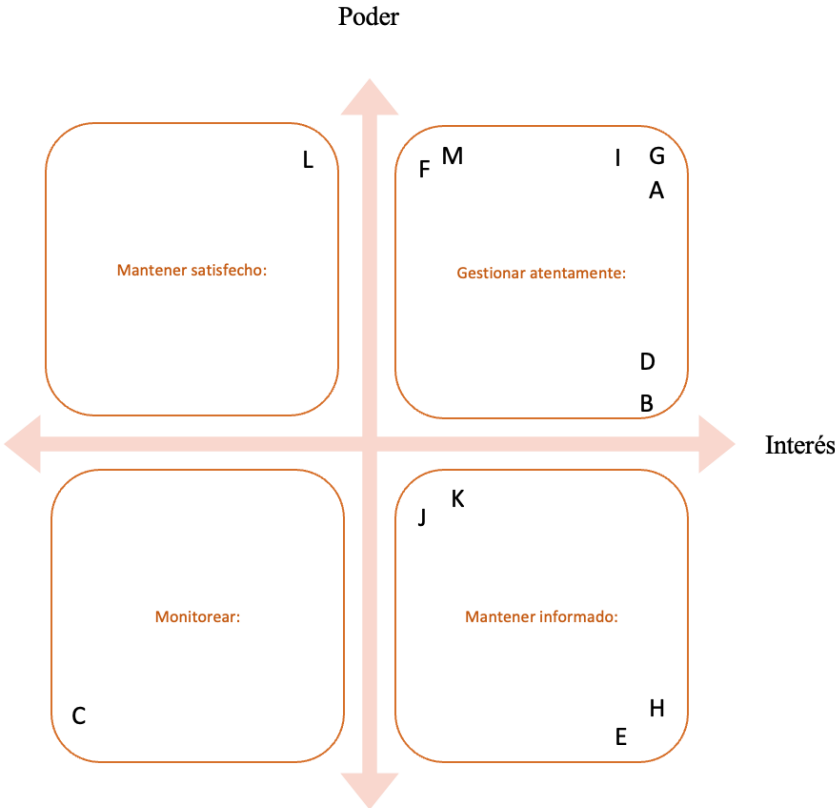 Poder
L
M
F
I
G
A
Mantener satisfecho:
Gestionar atentamente:
D
B
Interés
K
J
Monitorear:
Mantener informado:
C
H
E